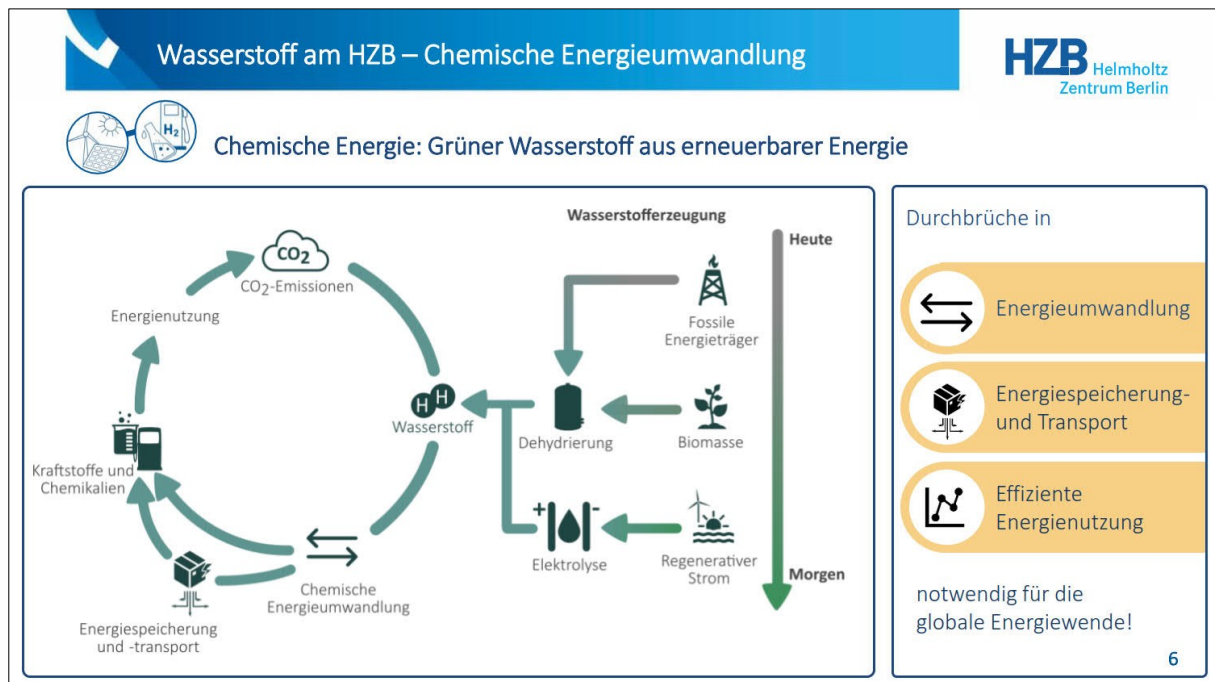 Wasserstoff am HZB – Chemische Energieumwandlung
HZB Helmholtz
Zentrum Berlin
H2
Chemische Energie: Grüner Wasserstoff aus erneuerbarer Energie
Wasserstofferzeugung
Heute
CO2
CO2-Emissionen
Energienutzung
Fossile
Energieträger
H H
Wasserstoff
Dehydrierung
Biomasse
Kraftstoffe und
Chemikalien
+ -
Elektrolyse
Regenerativer
Strom
Morgen
Chemische
Energieumwandlung
Energiespeicherung
und -transport
Durchbrüche in
Energieumwandlung
Energiespeicherung-
und Transport
Effiziente
Energienutzung
notwendig für die
globale Energiewende!
6